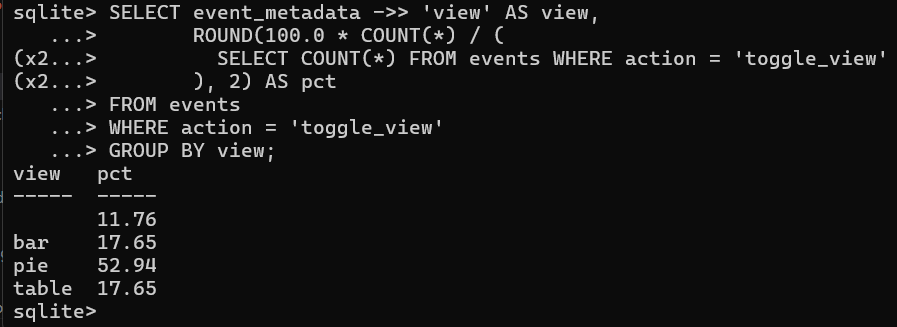 sqlite> SELECT event_metadata ->> 'view' AS view,
   ...>        ROUND(100.0 * COUNT(*) / (
(x2...>          SELECT COUNT(*) FROM events WHERE action = 'toggle_view'
(x2...>        ), 2) AS pct
   ...> FROM events
   ...> WHERE action = 'toggle_view'
   ...> GROUP BY view;
view   pct
-----  -----
       11.76
bar    17.65
pie    52.94
table  17.65
sqlite>